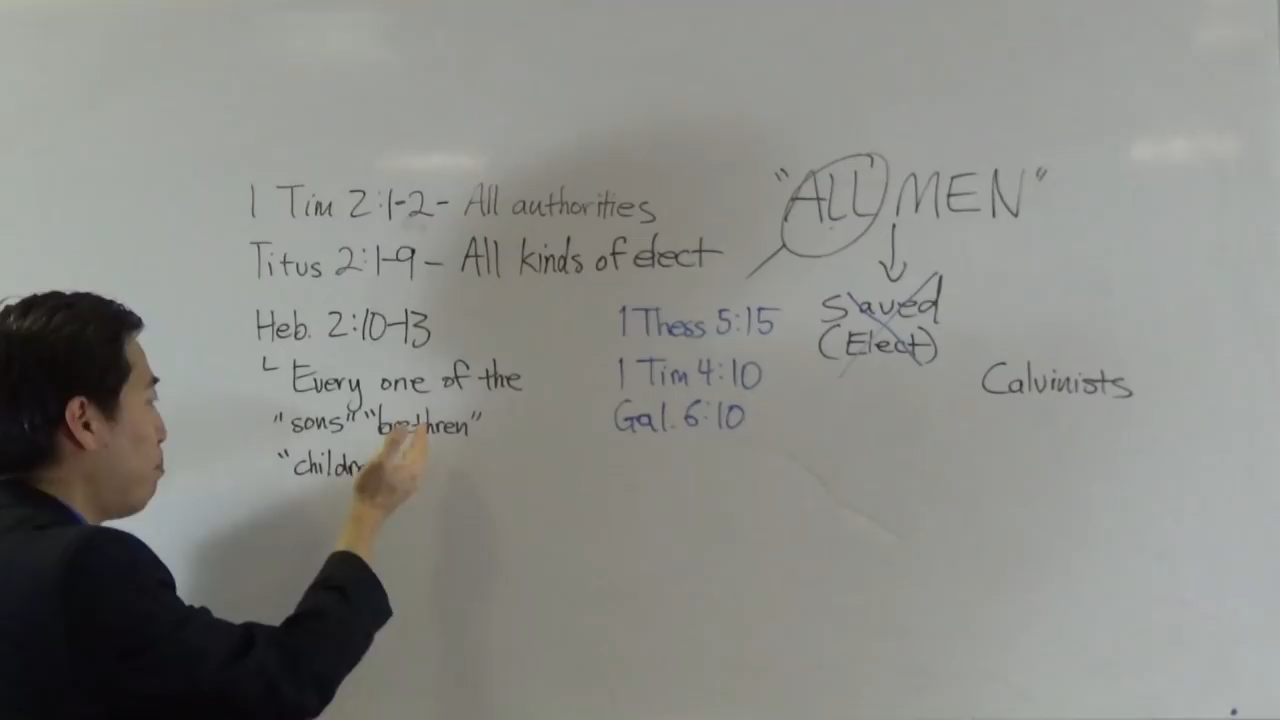 1 Tim 2:1-2- All authorities
Titus 2:1-9 - All kinds of elect
Heb. 2:10-13
Every one of the
"sons" "brethren"
"childr
1 Thess 5:15
1 Tim 4:10
Gal. 6:10
"ALL MEN"
Saved
(Elect)
Calvinists